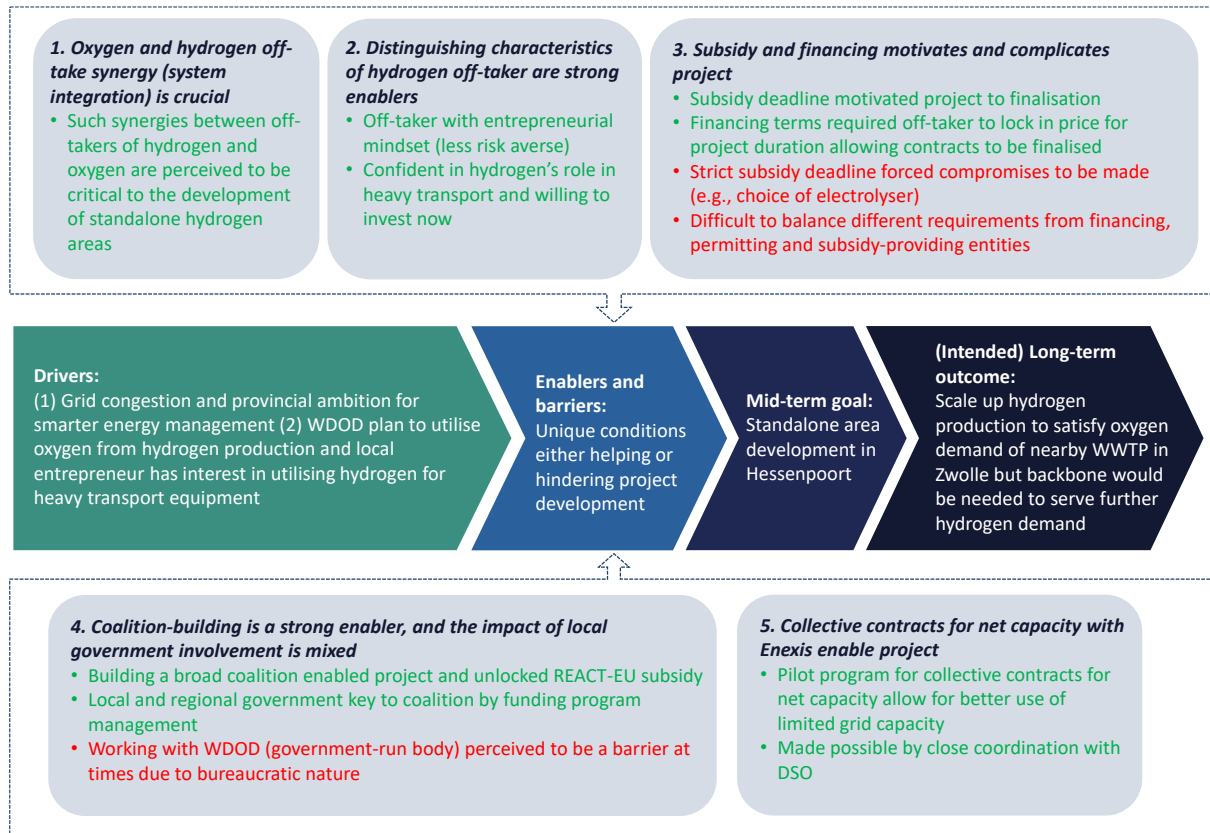 1. Oxygen and hydrogen off-
take synergy (system
integration) is crucial
• Such synergies between off-
takers of hydrogen and
oxygen are perceived to be
critical to the development
of standalone hydrogen
areas
2. Distinguishing characteristics
of hydrogen off-taker are strong
enablers
• Off-taker with entrepreneurial
mindset (less risk averse)
• Confident in hydrogen's role in
heavy transport and willing to
invest now
3. Subsidy and financing motivates and complicates
project
• Subsidy deadline motivated project to finalisation
• Financing terms required off-taker to lock in price for
project duration allowing contracts to be finalised
• Strict subsidy deadline forced compromises to be made
(e.g., choice of electrolyser)
• Difficult to balance different requirements from financing,
permitting and subsidy-providing entities
Drivers:
(1) Grid congestion and provincial ambition for
smarter energy management (2) WDOD plan to utilise
oxygen from hydrogen production and local
entrepreneur has interest in utilising hydrogen for
heavy transport equipment
Enablers and
barriers:
Unique conditions
either helping or
hindering project
development
Mid-term goal:
Standalone area
development in
Hessenpoort
(Intended) Long-term
outcome:
Scale up hydrogen
production to satisfy oxygen
demand of nearby WWTP in
Zwolle but backbone would
be needed to serve further
hydrogen demand
4. Coalition-building is a strong enabler, and the impact of local
government involvement is mixed
• Building a broad coalition enabled project and unlocked REACT-EU subsidy
• Local and regional government key to coalition by funding program
management
• Working with WDOD (government-run body) perceived to be a barrier at
times due to bureaucratic nature
5. Collective contracts for net capacity with
Enexis enable project
• Pilot program for collective contracts for
net capacity allow for better use of
limited grid capacity
• Made possible by close coordination with
DSO